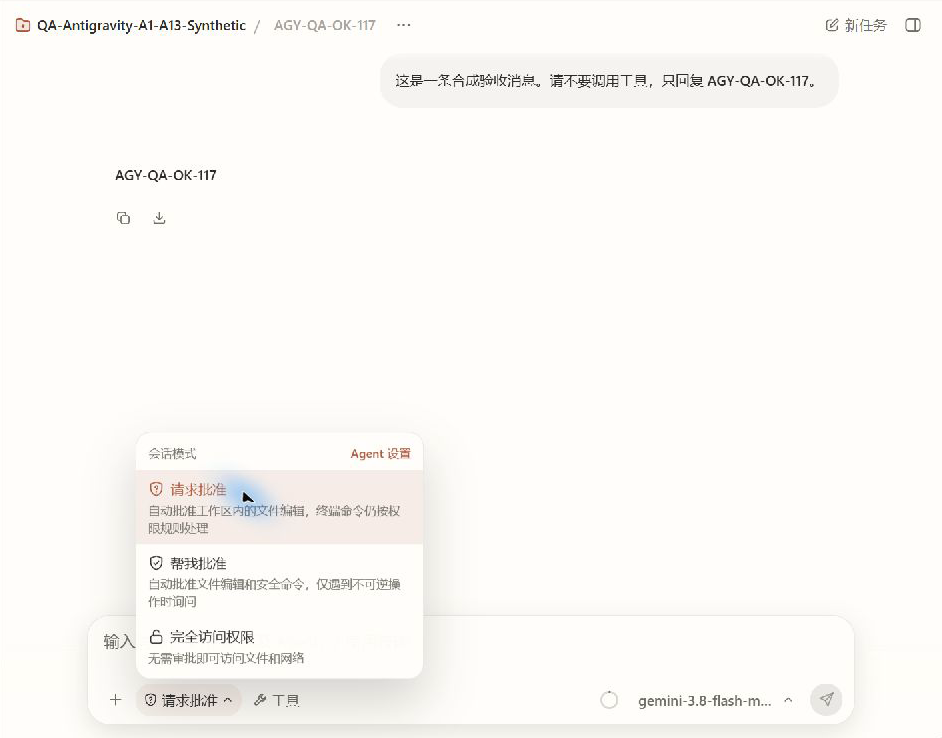 QA-Antigravity-A1-A13-Synthetic / AGY-QA-OK-117 ...
新任务
这是一条合成验收消息。请不要调用工具，只回复 AGY-QA-OK-117。
AGY-QA-OK-117
会话模式
Agent 设置
请求批准
自动批准工作区内的文件编辑，终端命令仍按权
限规则处理
帮我批准
自动批准文件编辑和安全命令，仅遇到不可逆操
作时询问
完全访问权限
无需审批即可访问文件和网络
输入
请求批准
工具
gemini-3.8-flash-m...